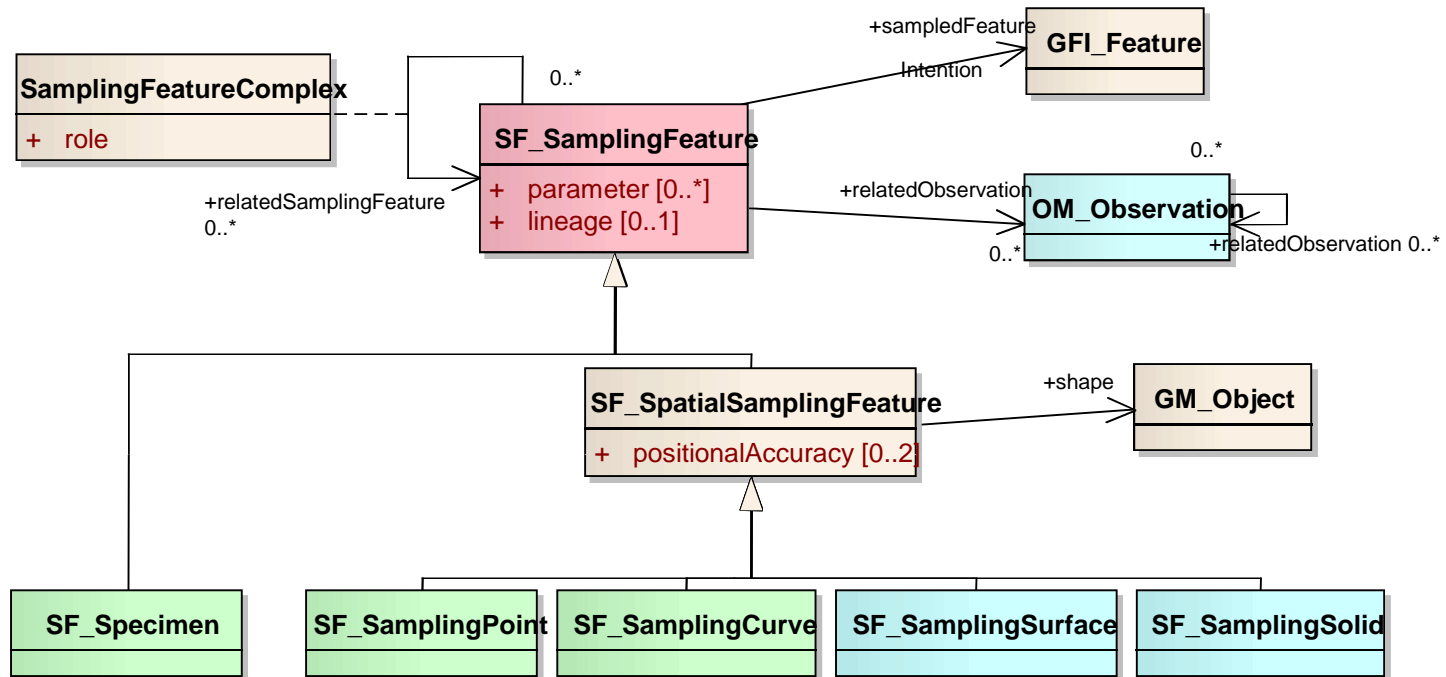 +sampledFeature
GFI_Feature
Intention
SamplingFeatureComplex
+ role
0..*
SF_SamplingFeature
+ parameter [0..*]
+ lineage [0..1]
+relatedSamplingFeature
0..*
0..*
+relatedObservation
OM_Observation
0..*
+relatedObservation 0..*
SF_SpatialSamplingFeature
+ positionalAccuracy [0..2]
+shape
GM_Object
SF_Specimen
SF_SamplingPoint
SF_SamplingCurve
SF_SamplingSurface
SF_SamplingSolid